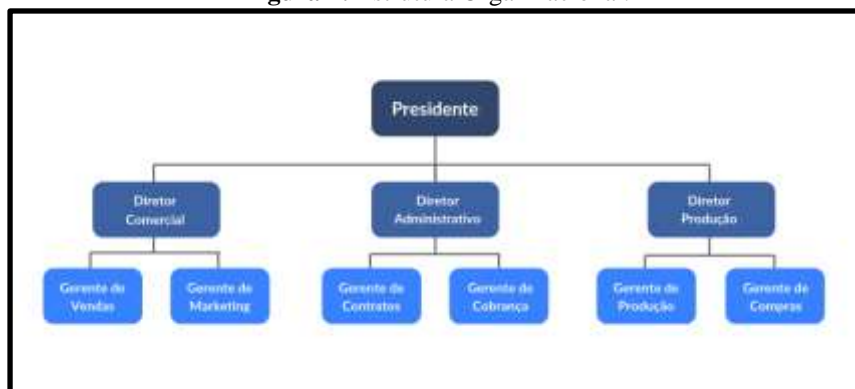 Presidente
Diretor
Comercial
Diretor
Administrativo
Diretor
Produção
Gerente de
Vendas
Gerente de
Marketing
Gerente de
Contratos
Gerente de
Cobrança
Gerente de
Produção
Gerente de
Compras